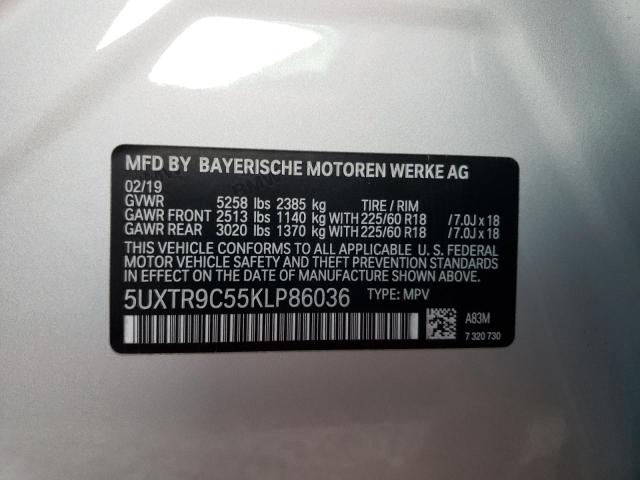 MFD BY BAYERISCHE MOTOREN WERKE AG
02/19
GVWR 5258 lbs 2385 kg TIRE / RIM
GAWR FRONT 2513 lbs 1140 kg WITH 225/60 R18 / 7.0J x 18
GAWR REAR 3020 lbs 1370 kg WITH 225/60 R18 / 7.0J x 18
THIS VEHICLE CONFORMS TO ALL APPLICABLE U. S. FEDERAL
MOTOR VEHICLE SAFETY AND THEFT PREVENTION STANDARDS
IN EFFECT ON THE DATE OF MANUFACTURE SHOWN ABOVE.
5UXTR9C55KLP86036 TYPE: MPV
A83M
7 320 730